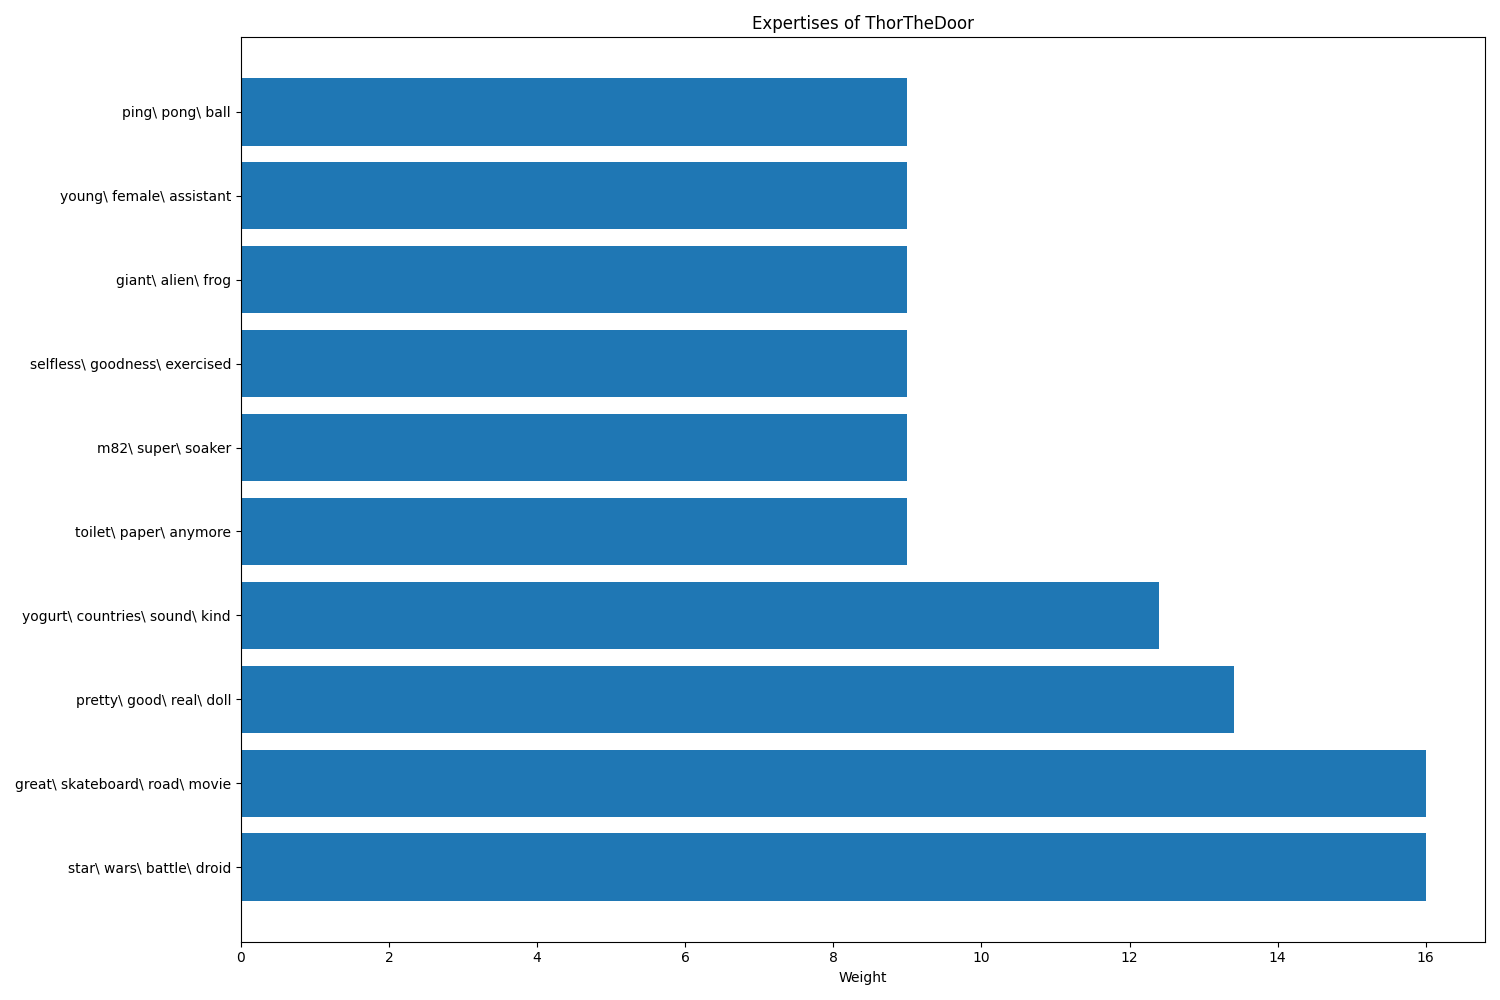 Expertises of ThorTheDoor
ping\ pong\ ball
young\ female\ assistant
giant\ alien\ frog
selfless\ goodness\ exercised
m82\ super\ soaker
toilet\ paper\ anymore
yogurt\ countries\ sound\ kind
pretty\ good\ real\ doll
great\ skateboard\ road\ movie
star\ wars\ battle\ droid
0 2 4 6 8 10 12 14 16
Weight